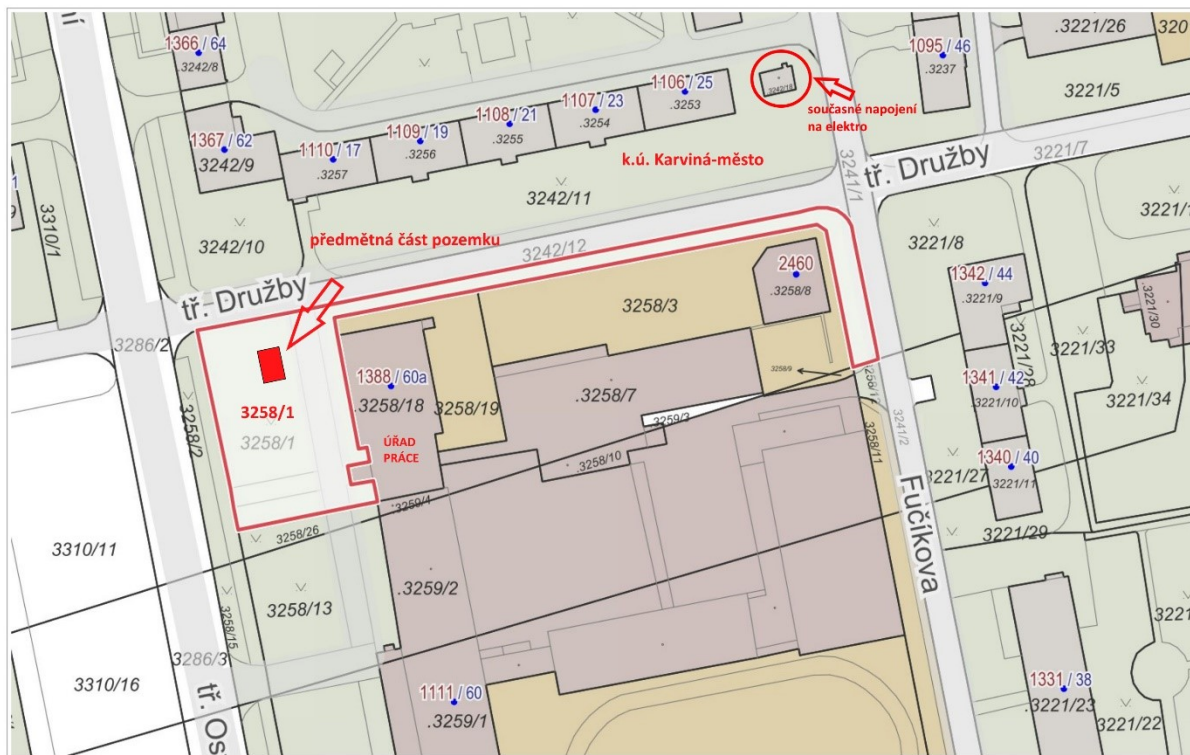 ní
1366 / 64
.3242/8
1106 / 25
.3253
.3242/18
1095 / 46
.3237
3221/26
320
3221/5
současné napojení
na elektro
1107 / 23
.3254
1108 / 21
.3255
1109 / 19
.3256
1110 / 17
.3257
1367 / 62
3242/9
k.ú. Karviná-město
3241/1
tř. Družby
3221/7
3310/1
3242/10
3242/11
předmětná část pozemku
3242/12
tř. Družby
3221/8
2460
.3258/8
1342 / 44
.3221/9
.3221/30
3258/3
3286/2
3221/28
3221/33
1388 / 60a
.3258/18
3258/19
.3258/7
3258/9
1341 / 42
3221/10
3221/34
3258/2
3258/1
3258/1
ÚŘAD
PRÁCE
3259/3
.3258/10
3241/2
3258/11
1340 / 40
3221/11
3221/27
3259/4
3258/26
3221/29
Fučíkova
3310/11
3258/13
3259/2
3258/15
3286/3
3310/16
tř. Os
1111 / 60
.3259/1
1331 / 38
.3221/23
3221/22